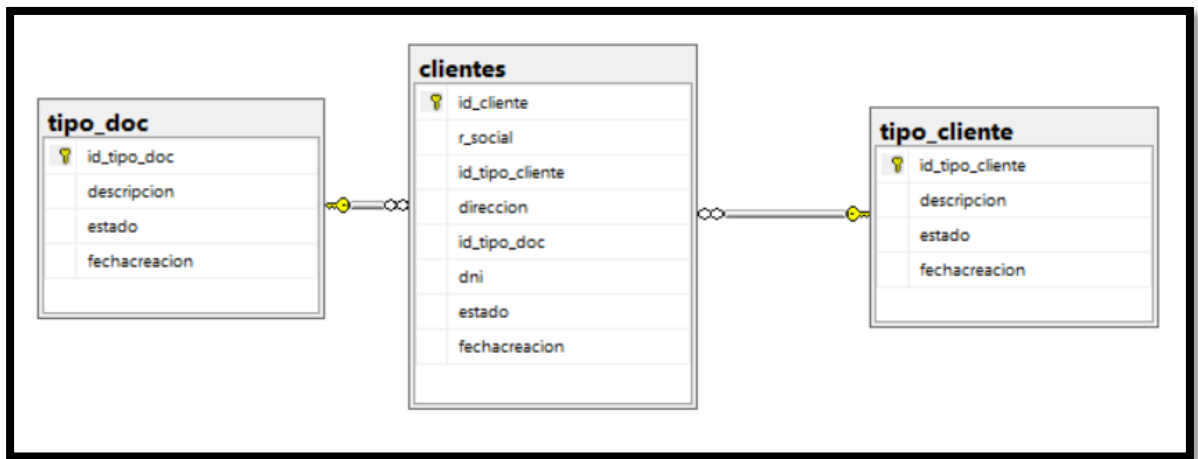 tipo_doc
id_tipo_doc
descripcion
estado
fechacreacion
clientes
id_cliente
r_social
id_tipo_cliente
direccion
id_tipo_doc
dni
estado
fechacreacion
tipo_cliente
id_tipo_cliente
descripcion
estado
fechacreacion